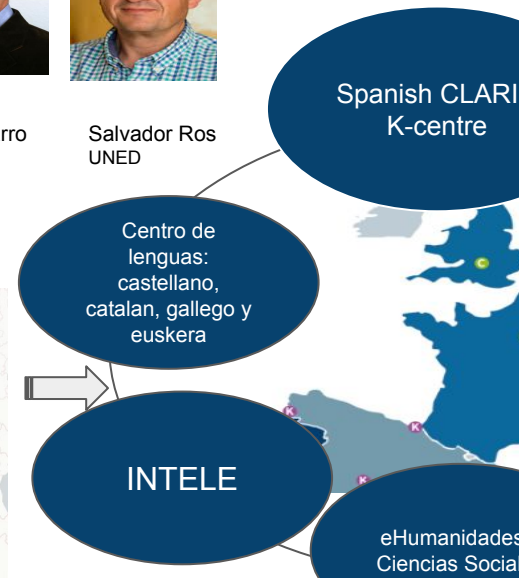 rro
Salvador Ros
UNED
Spanish CLARI
K-centre
Centro de
lenguas:
castellano,
catalan, gallego y
euskera
C
K
K
K
INTELE
eHumanidades
Ciencias Social